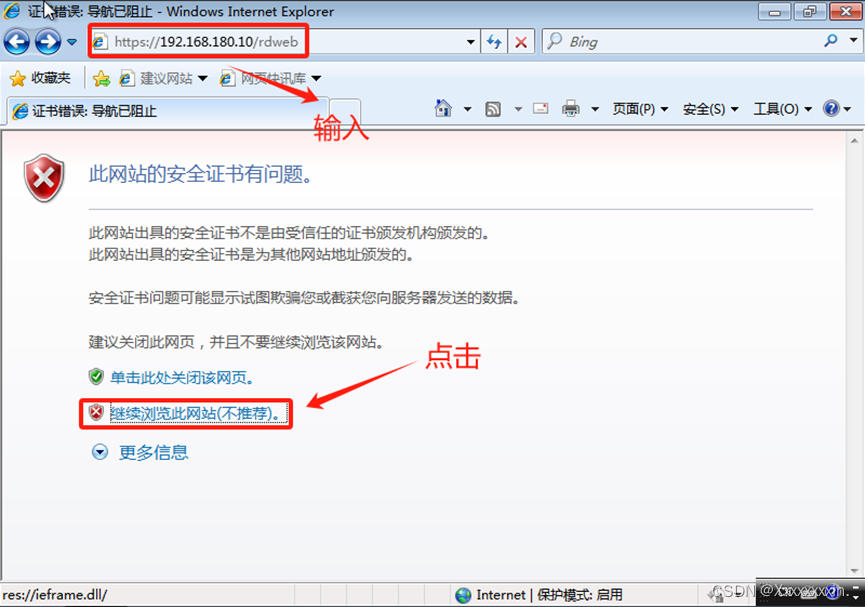 证书错误: 导航已阻止 - Windows Internet Explorer
https://192.168.180.10/rdweb
Bing
收藏夹
建议网站
网页快讯库
证书错误: 导航已阻止
页面(P)
安全(S)
工具(O)
输入
此网站的安全证书有问题。
此网站出具的安全证书不是由受信任的证书颁发机构颁发的。
此网站出具的安全证书是为其他网站地址颁发的。
安全证书问题可能显示试图欺骗您或截获您向服务器发送的数据。
建议关闭此网页，并且不要继续浏览该网站。
点击
单击此处关闭该网页。
继续浏览此网站(不推荐)。
更多信息
res://ieframe.dll/
Internet | 保护模式: 启用
CSDN